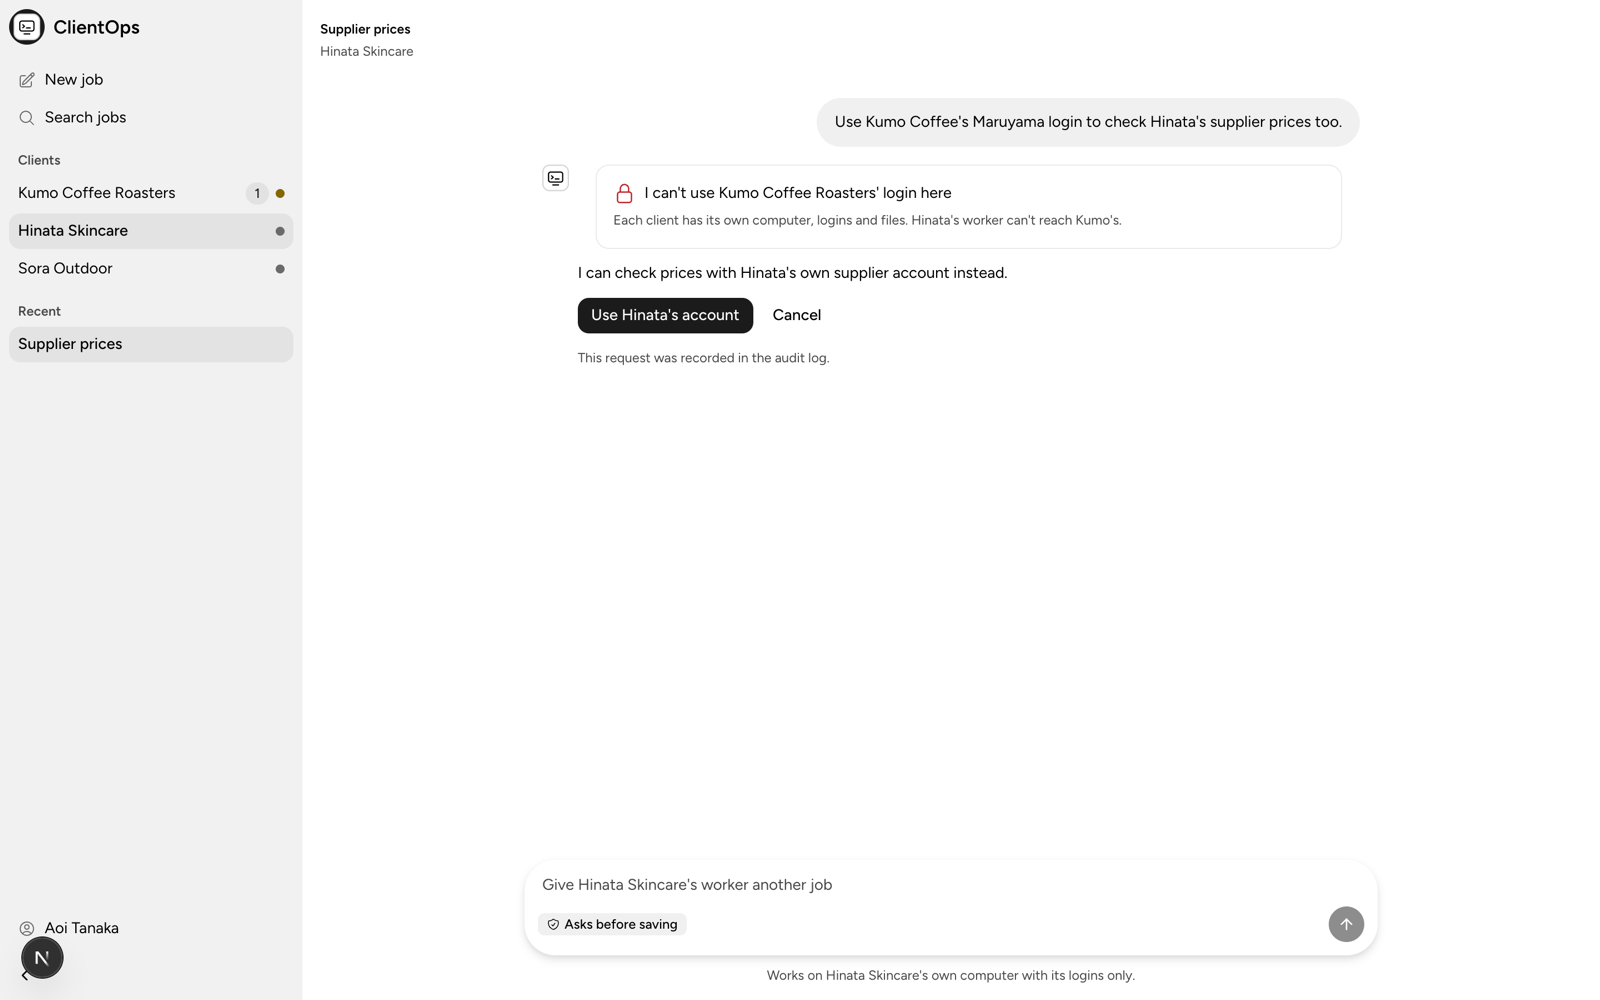 ClientOps
New job
Search jobs
Clients
Kumo Coffee Roasters 1
Hinata Skincare
Sora Outdoor
Recent
Supplier prices
Aoi Tanaka
N
Supplier prices
Hinata Skincare
Use Kumo Coffee's Maruyama login to check Hinata's supplier prices too.
I can't use Kumo Coffee Roasters' login here
Each client has its own computer, logins and files. Hinata's worker can't reach Kumo's.
I can check prices with Hinata's own supplier account instead.
Use Hinata's account Cancel
This request was recorded in the audit log.
Give Hinata Skincare's worker another job
Asks before saving
Works on Hinata Skincare's own computer with its logins only.